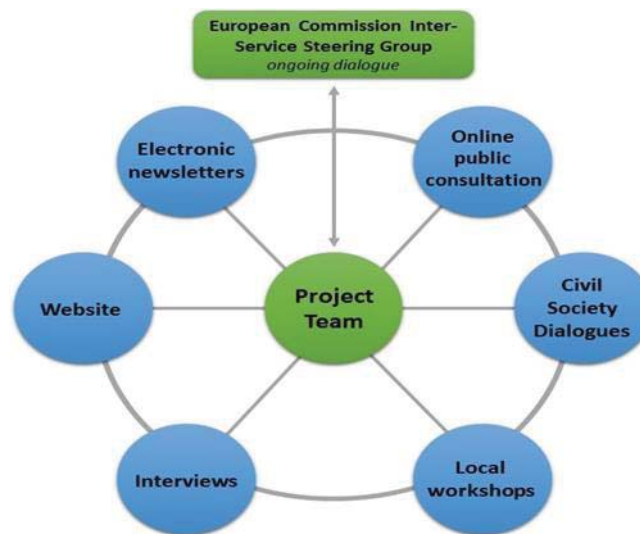 European Commission Inter-
Service Steering Group
ongoing dialogue
Electronic
newsletters
Online
public
consultation
Website
Project
Team
Civil
Society
Dialogues
Interviews
Local
workshops